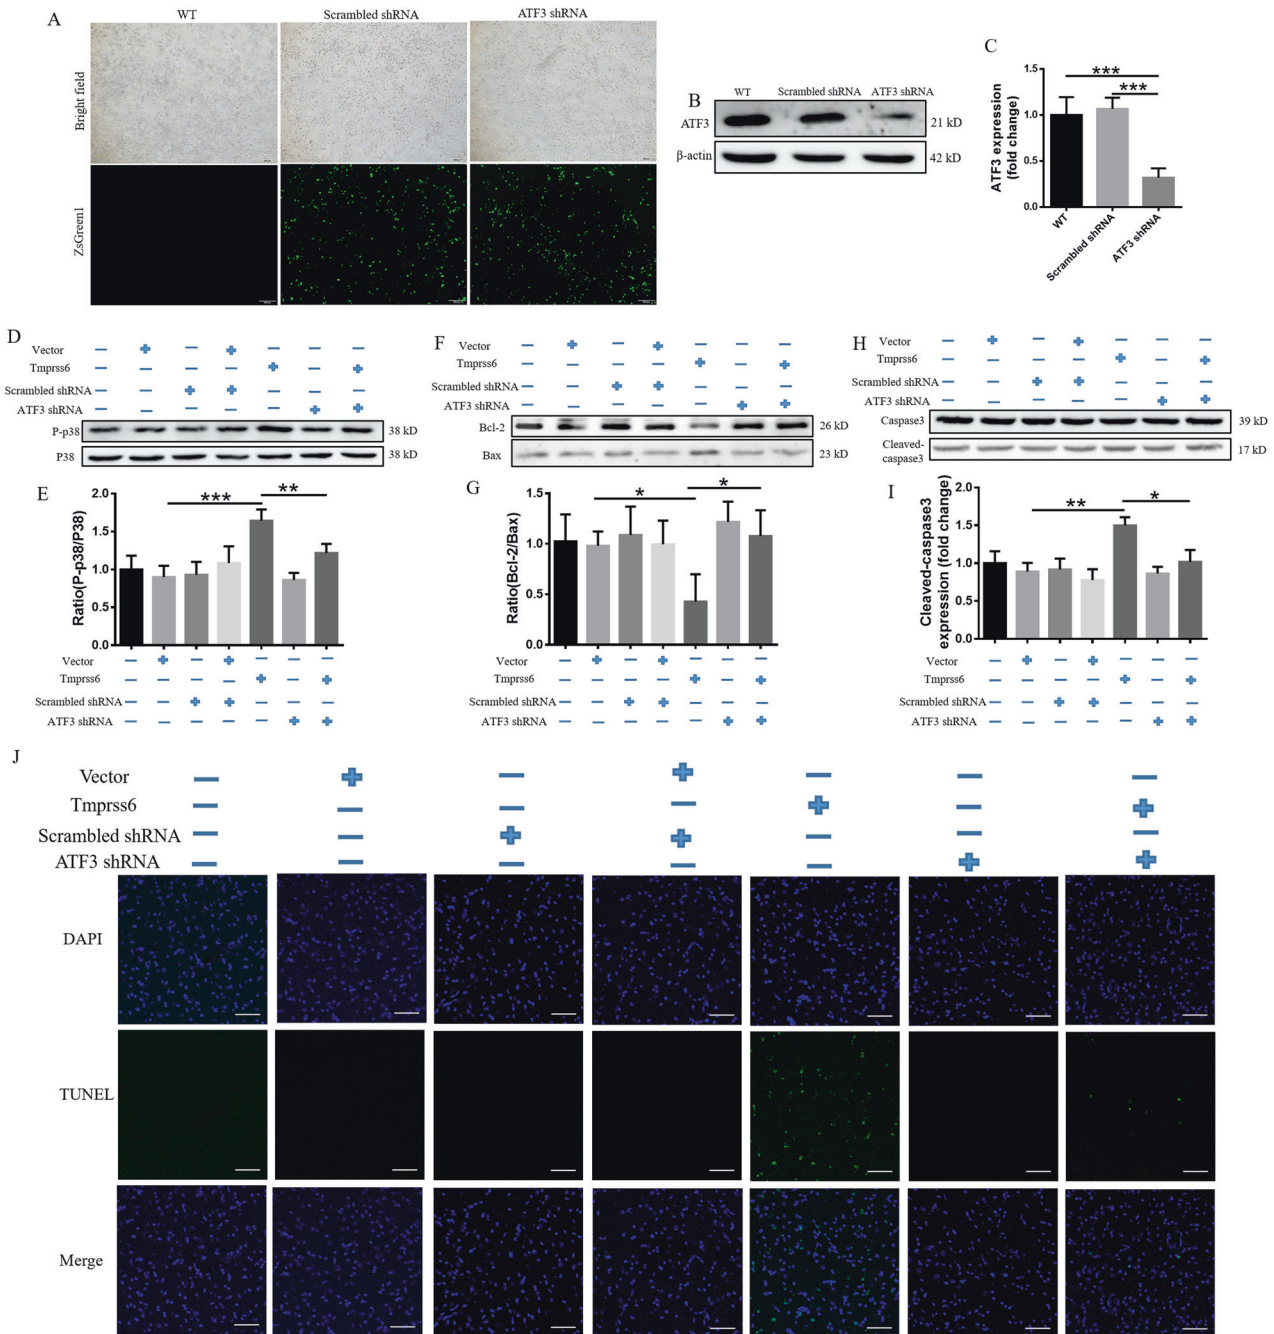 A
WT
Scrambled shRNA
ATF3 shRNA
Bright field
ZsGreen1
B
WT
Scrambled shRNA
ATF3 shRNA
ATF3
21 kD
β-actin
42 kD
C
***
***
1.5
1.0
0.5
0.0
ATF3 expression
(fold change)
WT
Scrambled shRNA
ATF3 shRNA
D
Vector
Tmprss6
Scrambled shRNA
ATF3 shRNA
P-p38
38 kD
P38
38 kD
E
***
**
2.0
1.5
1.0
0.5
0.0
Ratio(P-p38/P38)
Vector
Tmprss6
Scrambled shRNA
ATF3 shRNA
F
Vector
Tmprss6
Scrambled shRNA
ATF3 shRNA
Bcl-2
26 kD
Bax
23 kD
G
*
*
1.5
1.0
0.5
0.0
Ratio(Bcl-2/Bax)
Vector
Tmprss6
Scrambled shRNA
ATF3 shRNA
H
Vector
Tmprss6
Scrambled shRNA
ATF3 shRNA
Caspase3
39 kD
Cleaved-
caspase3
17 kD
I
**
*
2.0
1.5
1.0
0.5
0.0
Cleaved-caspase3
expression (fold change)
Vector
Tmprss6
Scrambled shRNA
ATF3 shRNA
J
Vector
Tmprss6
Scrambled shRNA
ATF3 shRNA
DAPI
TUNEL
Merge